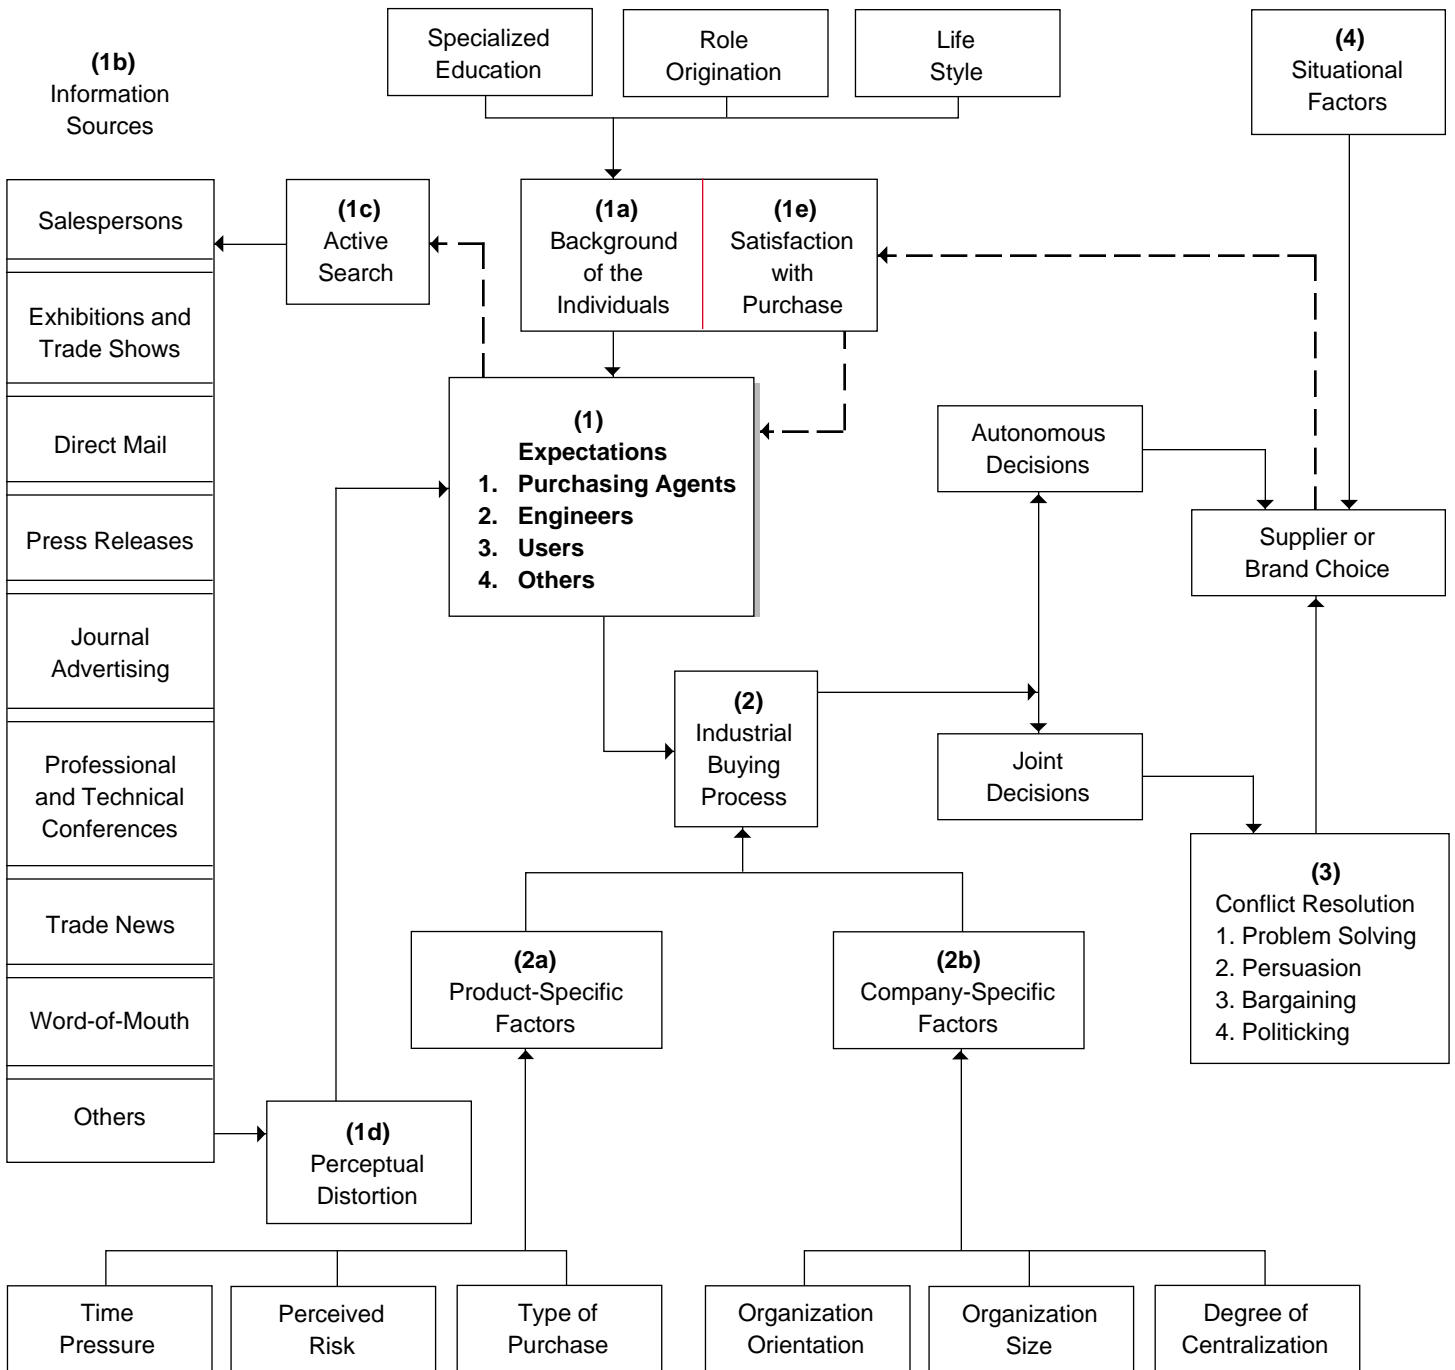 (1b)
Information
Sources
Salespersons
Exhibitions and
Trade Shows
Direct Mail
Press Releases
Journal
Advertising
Professional
and Technical
Conferences
Trade News
Word-of-Mouth
Others
Specialized
Education
Role
Origination
Life
Style
(4)
Situational
Factors
(1c)
Active
Search
(1a)
Background
of the
Individuals
(1e)
Satisfaction
with
Purchase
(1)
Expectations
1. Purchasing Agents
2. Engineers
3. Users
4. Others
Autonomous
Decisions
Supplier or
Brand Choice
(2)
Industrial
Buying
Process
Joint
Decisions
(3)
Conflict Resolution
1. Problem Solving
2. Persuasion
3. Bargaining
4. Politicking
(2a)
Product-Specific
Factors
(2b)
Company-Specific
Factors
(1d)
Perceptual
Distortion
Time
Pressure
Perceived
Risk
Type of
Purchase
Organization
Orientation
Organization
Size
Degree of
Centralization